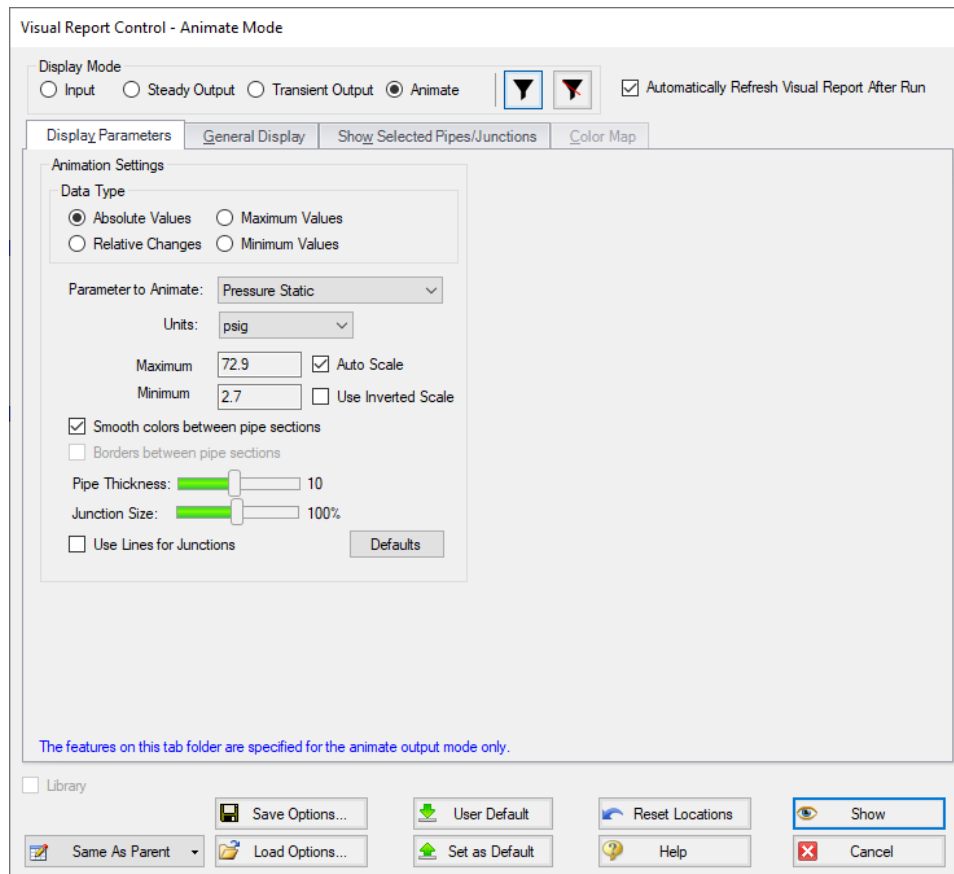 Visual Report Control - Animate Mode
Display Mode
Input Steady Output Transient Output Animate
Automatically Refresh Visual Report After Run
Display Parameters General Display Show Selected Pipes/Junctions Color Map
Animation Settings
Data Type
Absolute Values Maximum Values
Relative Changes Minimum Values
Parameter to Animate: Pressure Static
Units: psig
Maximum 72.9 Auto Scale
Minimum 2.7 Use Inverted Scale
Smooth colors between pipe sections
Borders between pipe sections
Pipe Thickness: 10
Junction Size: 100%
Use Lines for Junctions Defaults
The features on this tab folder are specified for the animate output mode only.
Library
Save Options... User Default Reset Locations Show
Same As Parent Load Options... Set as Default Help Cancel